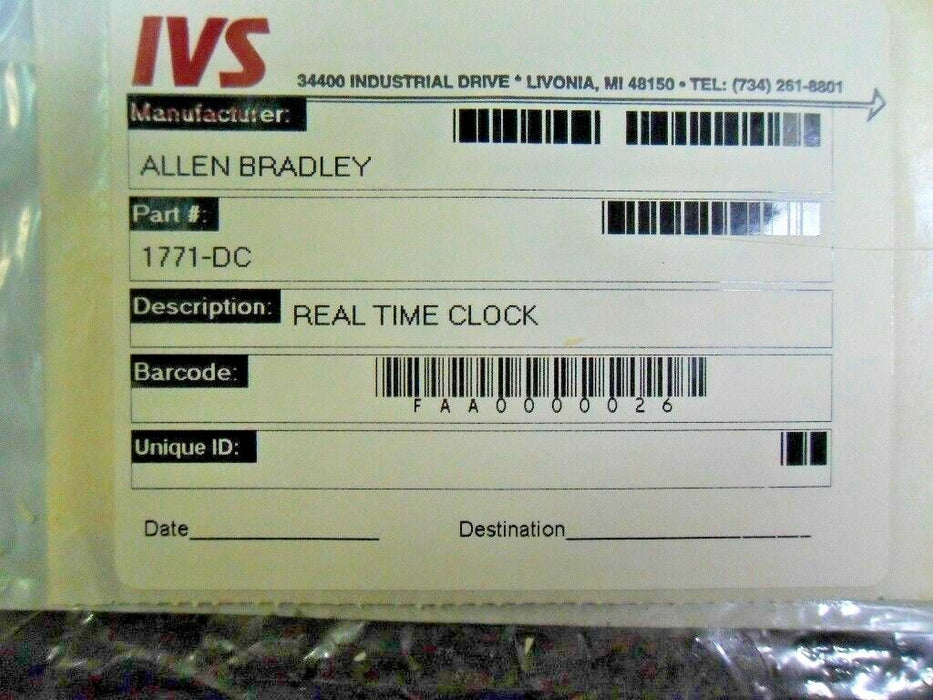 IVS
34400 INDUSTRIAL DRIVE * LIVONIA, MI 48150 • TEL: (734) 261-8801
Manufacturer:
ALLEN BRADLEY
Part #:
1771-DC
Description: REAL TIME CLOCK
Barcode:
FAA0000026
Unique ID:
Date Destination